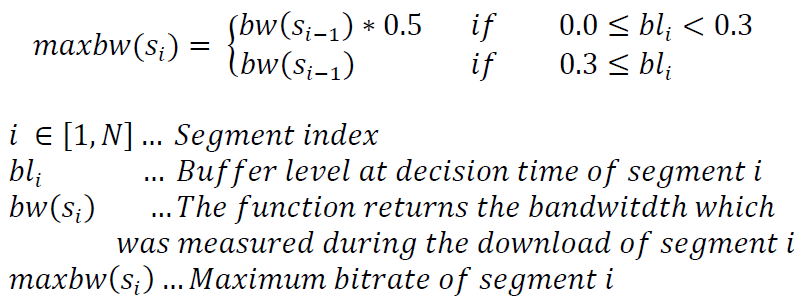 maxbw(s_{i−1}) = { bw(s_{i−1}) * 0.5 if 0.0 ≤ bl_i < 0.3
bw(s_{i−1}) if 0.3 ≤ bl_i
i ∈ [1, N] ... Segment index
bl_i ... Buffer level at decision time of segment i
bw(s_i) ...The function returns the bandwitdth which
was measured during the download of segment i
maxbw(s_i) ... Maximum bitrate of segment i